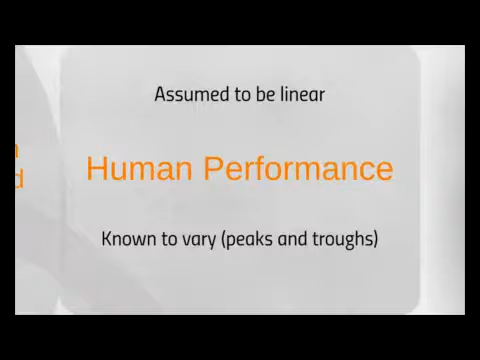 Assumed to be linear
Human Performance
Known to vary (peaks and troughs)